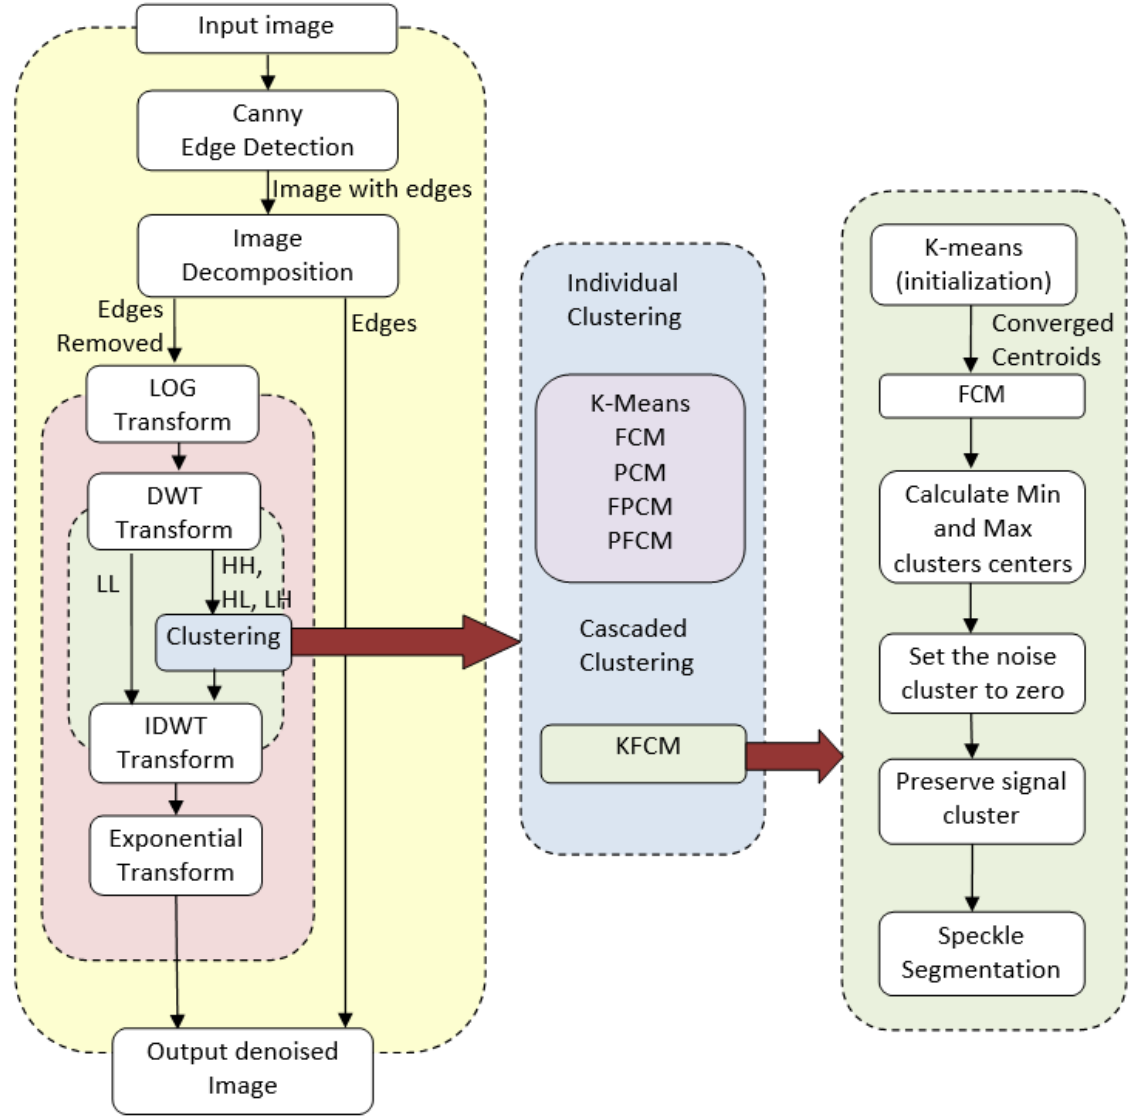 Input image
Canny
Edge Detection
Image with edges
Image
Decomposition
Edges
Removed
Edges
LOG
Transform
DWT
Transform
LL
HH,
HL, LH
Clustering
IDWT
Transform
Exponential
Transform
Output denoised
Image
Individual
Clustering
K-Means
FCM
PCM
FPCM
PFCM
Cascaded
Clustering
KFCM
K-means
(initialization)
Converged
Centroids
FCM
Calculate Min
and Max
clusters centers
Set the noise
cluster to zero
Preserve signal
cluster
Speckle
Segmentation